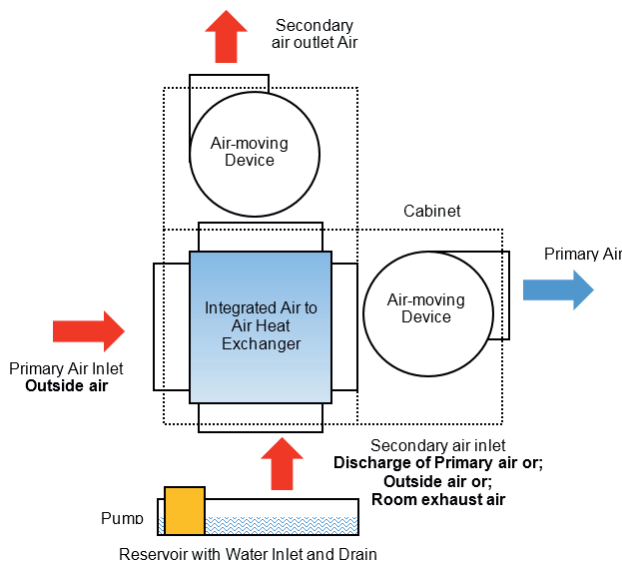 Secondary
air outlet Air
Air-moving
Device
Cabinet
Primary Air
Integrated Air to
Air Heat
Exchanger
Air-moving
Device
Primary Air Inlet
Outside air
Secondary air inlet
Discharge of Primary air or;
Outside air or;
Room exhaust air
Pump
Reservoir with Water Inlet and Drain